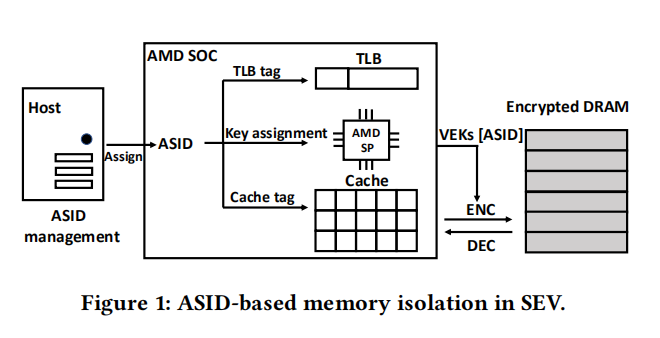 AMD SOC
TLB
TLB tag
Host
Encrypted DRAM
Key assignment
AMD
SP
VEKs [ASID]
Assign
ASID
Cache
Cache tag
ENC
ASID
management
DEC
Figure 1: ASID-based memory isolation in SEV.